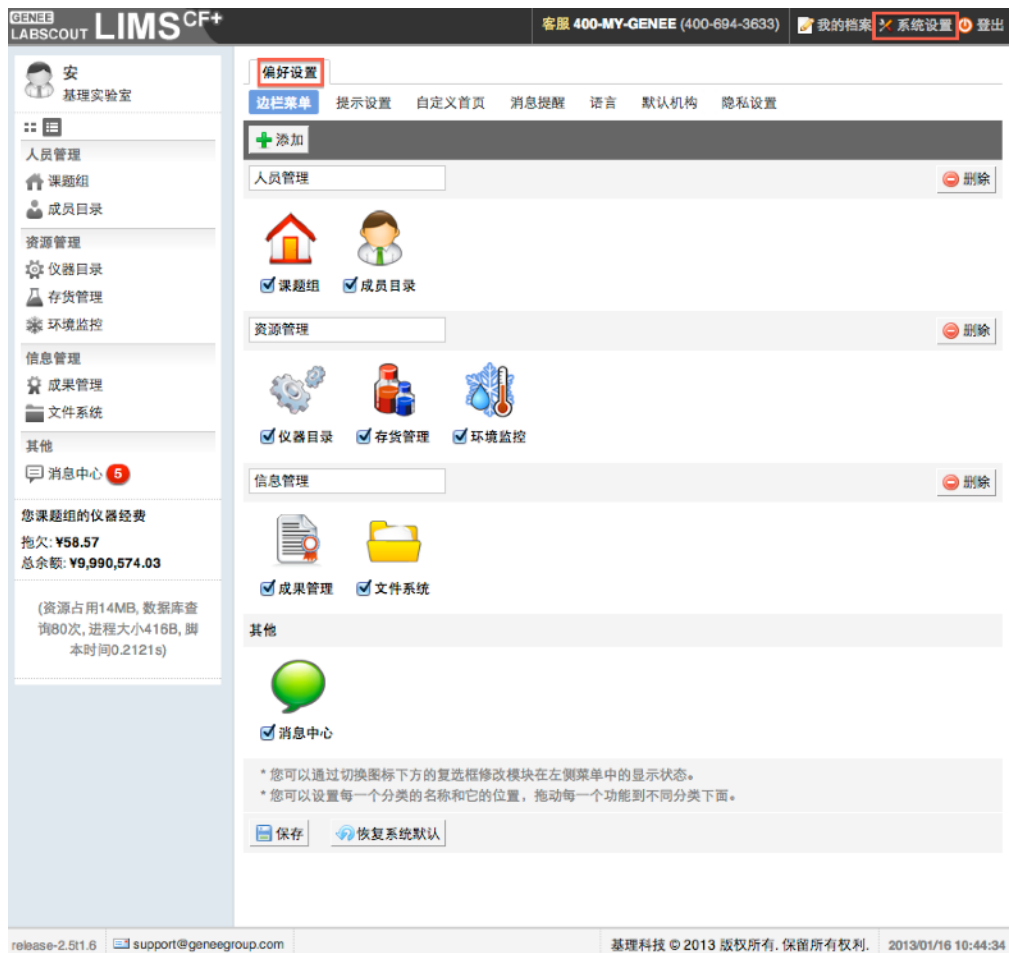 GENEE
LABSCOUT LIMS CF+
客服 400-MY-GENEE (400-694-3633) 我的档案 系统设置 登出
安
基理实验室
人员管理
课题组
成员目录
资源管理
仪器目录
存货管理
环境监控
信息管理
成果管理
文件系统
其他
消息中心 5
您课题组的仪器经费
拖欠: ¥58.57
总余额: ¥9,990,574.03
(资源占用14MB, 数据库查
询80次, 进程大小416B, 脚
本时间0.2121s)
偏好设置
边栏菜单 提示设置 自定义首页 消息提醒 语言 默认机构 隐私设置
添加
人员管理 删除
课题组 成员目录
资源管理 删除
仪器目录 存货管理 环境监控
信息管理 删除
成果管理 文件系统
其他
消息中心
* 您可以通过切换图标下方的复选框修改模块在左侧菜单中的显示状态。
* 您可以设置每一个分类的名称和它的位置，拖动每一个功能到不同分类下面。
保存 恢复系统默认
release-2.5t1.6 support@geneegroup.com 基理科技 © 2013 版权所有. 保留所有权利. 2013/01/16 10:44:34